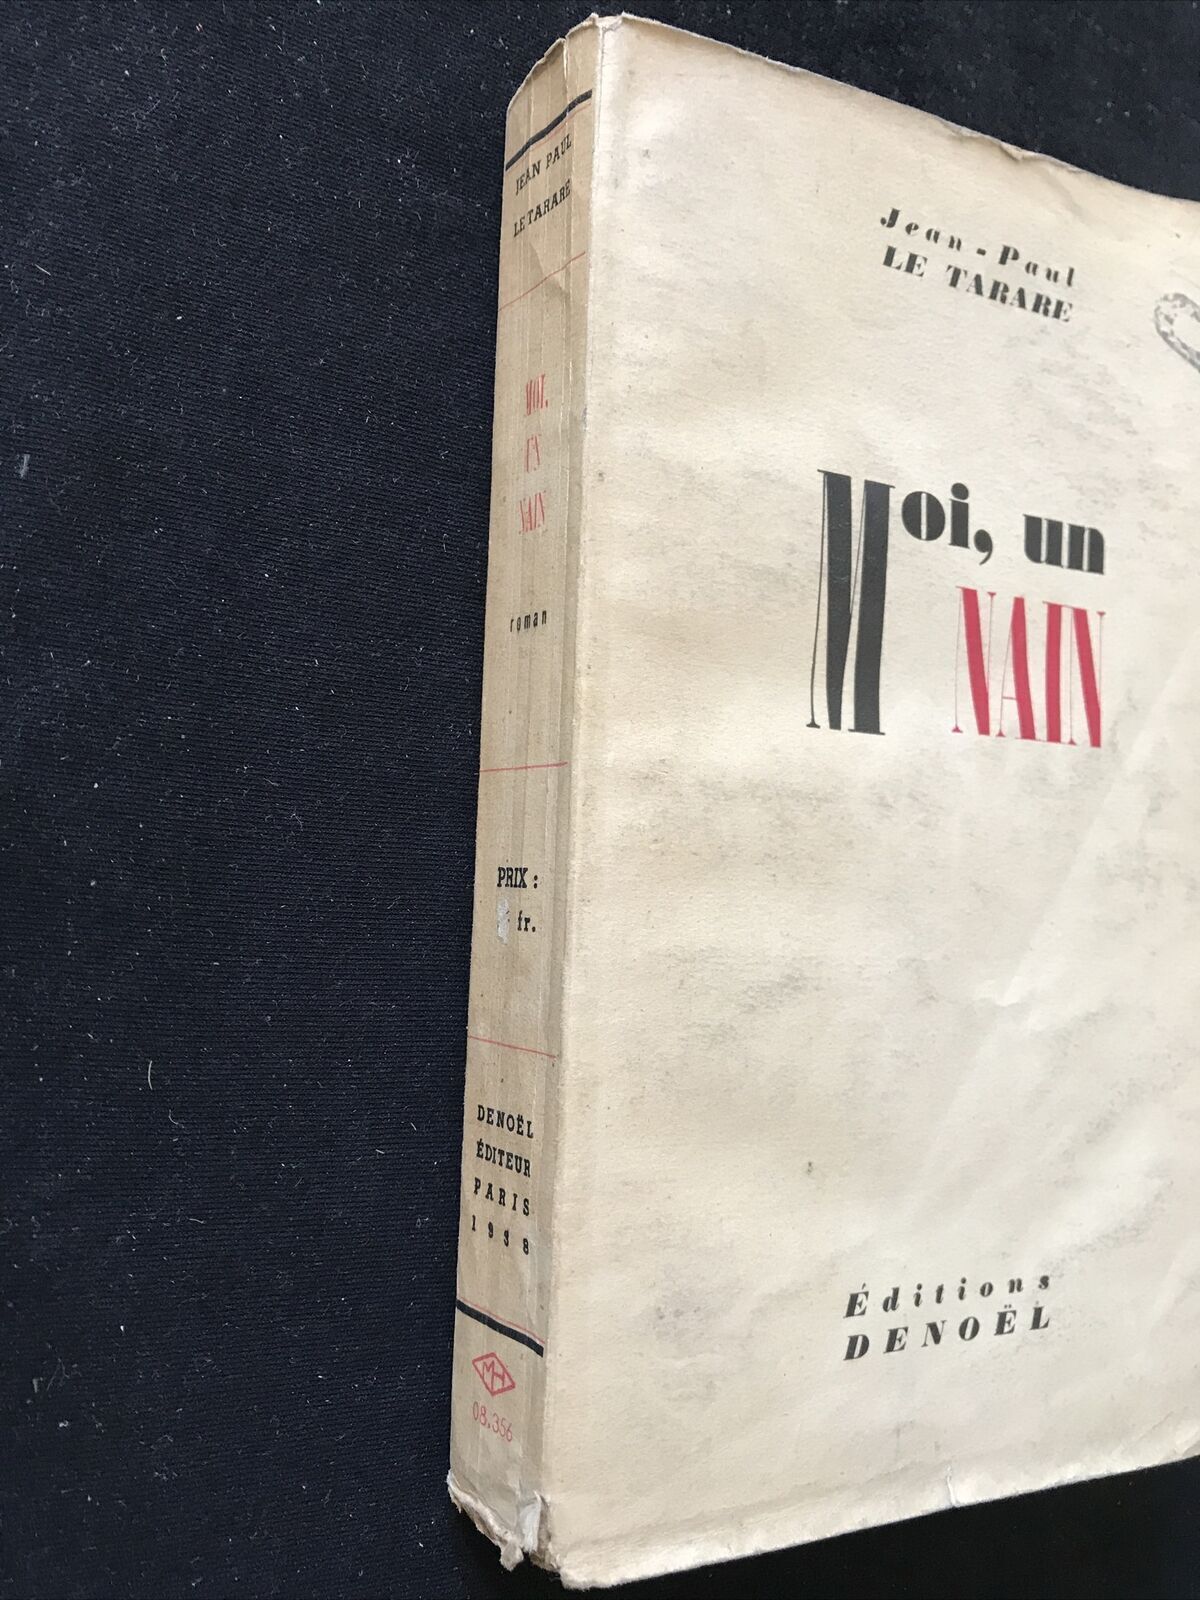 JEAN PAUL
LE TARARE
MOI,
UN
NAIN
roman
PRIX :
fr.
DENOËL
ÉDITEUR
PARIS
1938
MH
08.356
Jean-Paul
LE TARARE
Moi, un
NAIN
Éditions
DENOËL